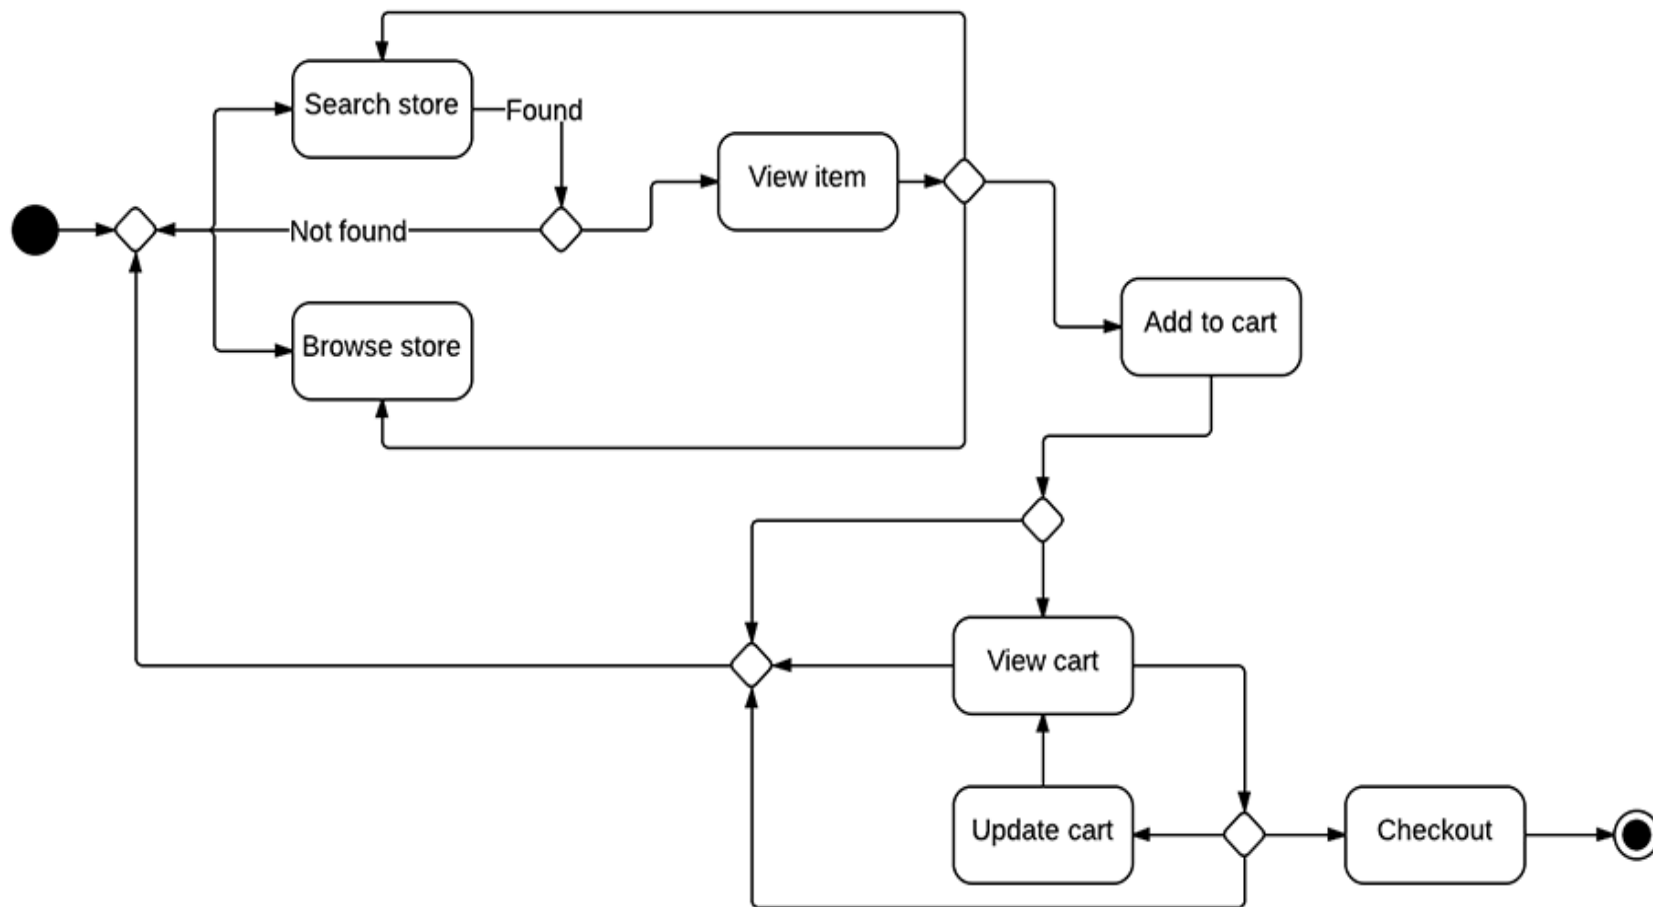 Search store
Found
View item
Not found
Add to cart
Browse store
View cart
Update cart
Checkout